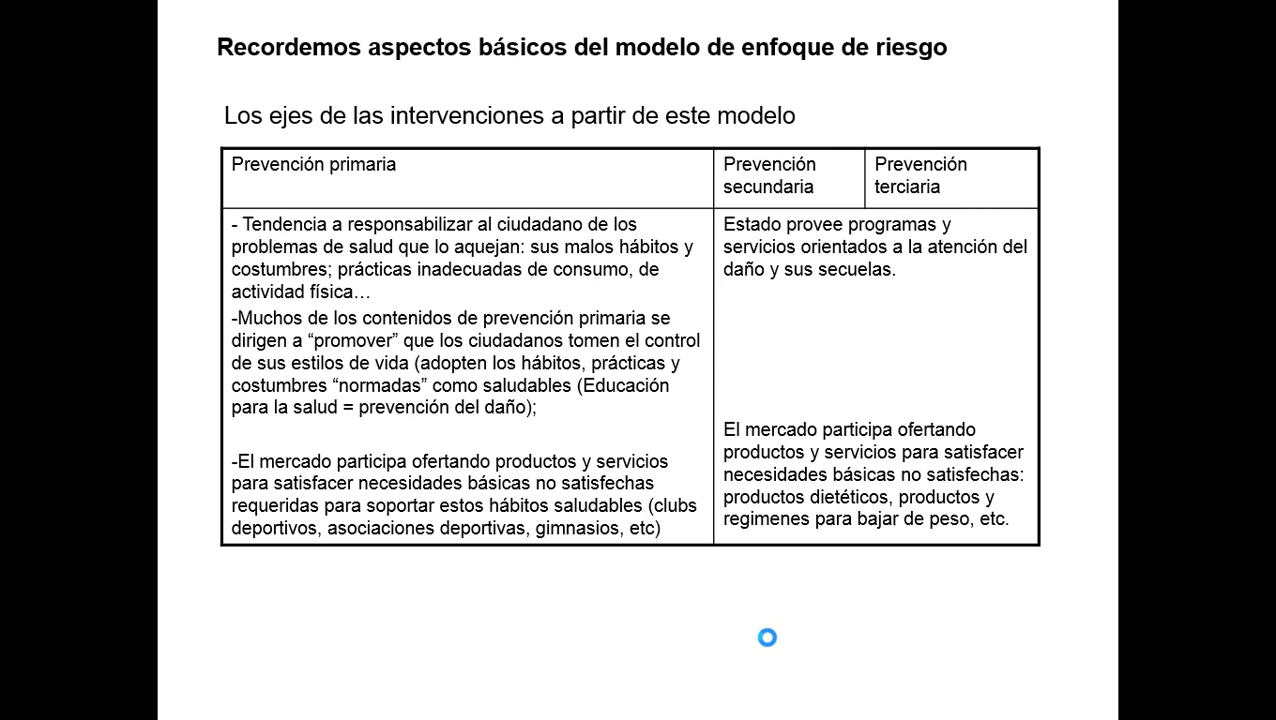 Recordemos aspectos básicos del modelo de enfoque de riesgo
Los ejes de las intervenciones a partir de este modelo
Prevención primaria
Prevención
secundaria
Prevención
terciaria
- Tendencia a responsabilizar al ciudadano de los
problemas de salud que lo aquejan: sus malos hábitos y
costumbres; prácticas inadecuadas de consumo, de
actividad física…
-Muchos de los contenidos de prevención primaria se
dirigen a “promover” que los ciudadanos tomen el control
de sus estilos de vida (adopten los hábitos, prácticas y
costumbres “normadas” como saludables (Educación
para la salud = prevención del daño);
-El mercado participa ofertando productos y servicios
para satisfacer necesidades básicas no satisfechas
requeridas para soportar estos hábitos saludables (clubs
deportivos, asociaciones deportivas, gimnasios, etc)
Estado provee programas y
servicios orientados a la atención del
daño y sus secuelas.
El mercado participa ofertando
productos y servicios para satisfacer
necesidades básicas no satisfechas:
productos dietéticos, productos y
regimenes para bajar de peso, etc.